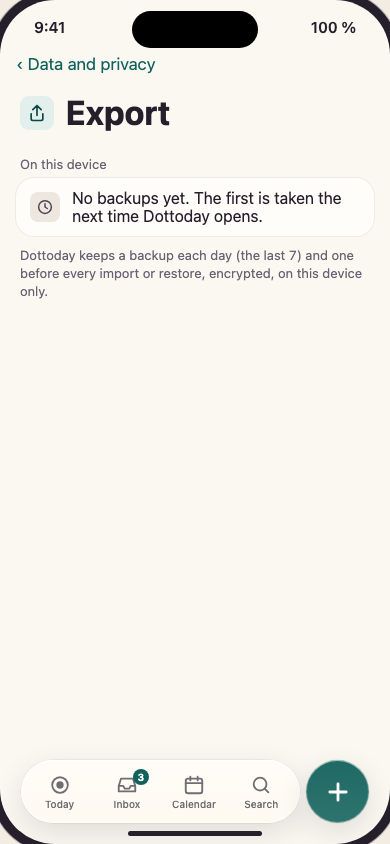 9:41
100 %
‹ Data and privacy
Export
On this device
No backups yet. The first is taken the
next time Dottoday opens.
Dottoday keeps a backup each day (the last 7) and one
before every import or restore, encrypted, on this device
only.
3
Today
Inbox
Calendar
Search